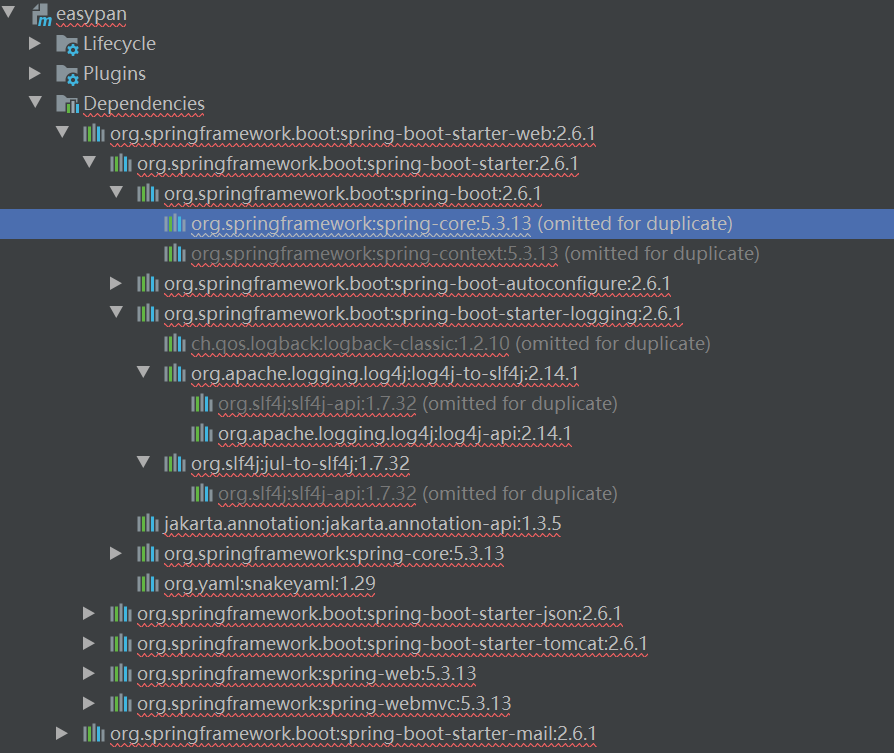 easypan
Lifecycle
Plugins
Dependencies
org.springframework.boot:spring-boot-starter-web:2.6.1
org.springframework.boot:spring-boot-starter:2.6.1
org.springframework.boot:spring-boot:2.6.1
org.springframework:spring-core:5.3.13 (omitted for duplicate)
org.springframework:spring-context:5.3.13 (omitted for duplicate)
org.springframework.boot:spring-boot-autoconfigure:2.6.1
org.springframework.boot:spring-boot-starter-logging:2.6.1
ch.qos.logback:logback-classic:1.2.10 (omitted for duplicate)
org.apache.logging.log4j:log4j-to-slf4j:2.14.1
org.slf4j:slf4j-api:1.7.32 (omitted for duplicate)
org.apache.logging.log4j:log4j-api:2.14.1
org.slf4j:jul-to-slf4j:1.7.32
org.slf4j:slf4j-api:1.7.32 (omitted for duplicate)
jakarta.annotation:jakarta.annotation-api:1.3.5
org.springframework:spring-core:5.3.13
org.yaml:snakeyaml:1.29
org.springframework.boot:spring-boot-starter-json:2.6.1
org.springframework.boot:spring-boot-starter-tomcat:2.6.1
org.springframework:spring-web:5.3.13
org.springframework:spring-webmvc:5.3.13
org.springframework.boot:spring-boot-starter-mail:2.6.1